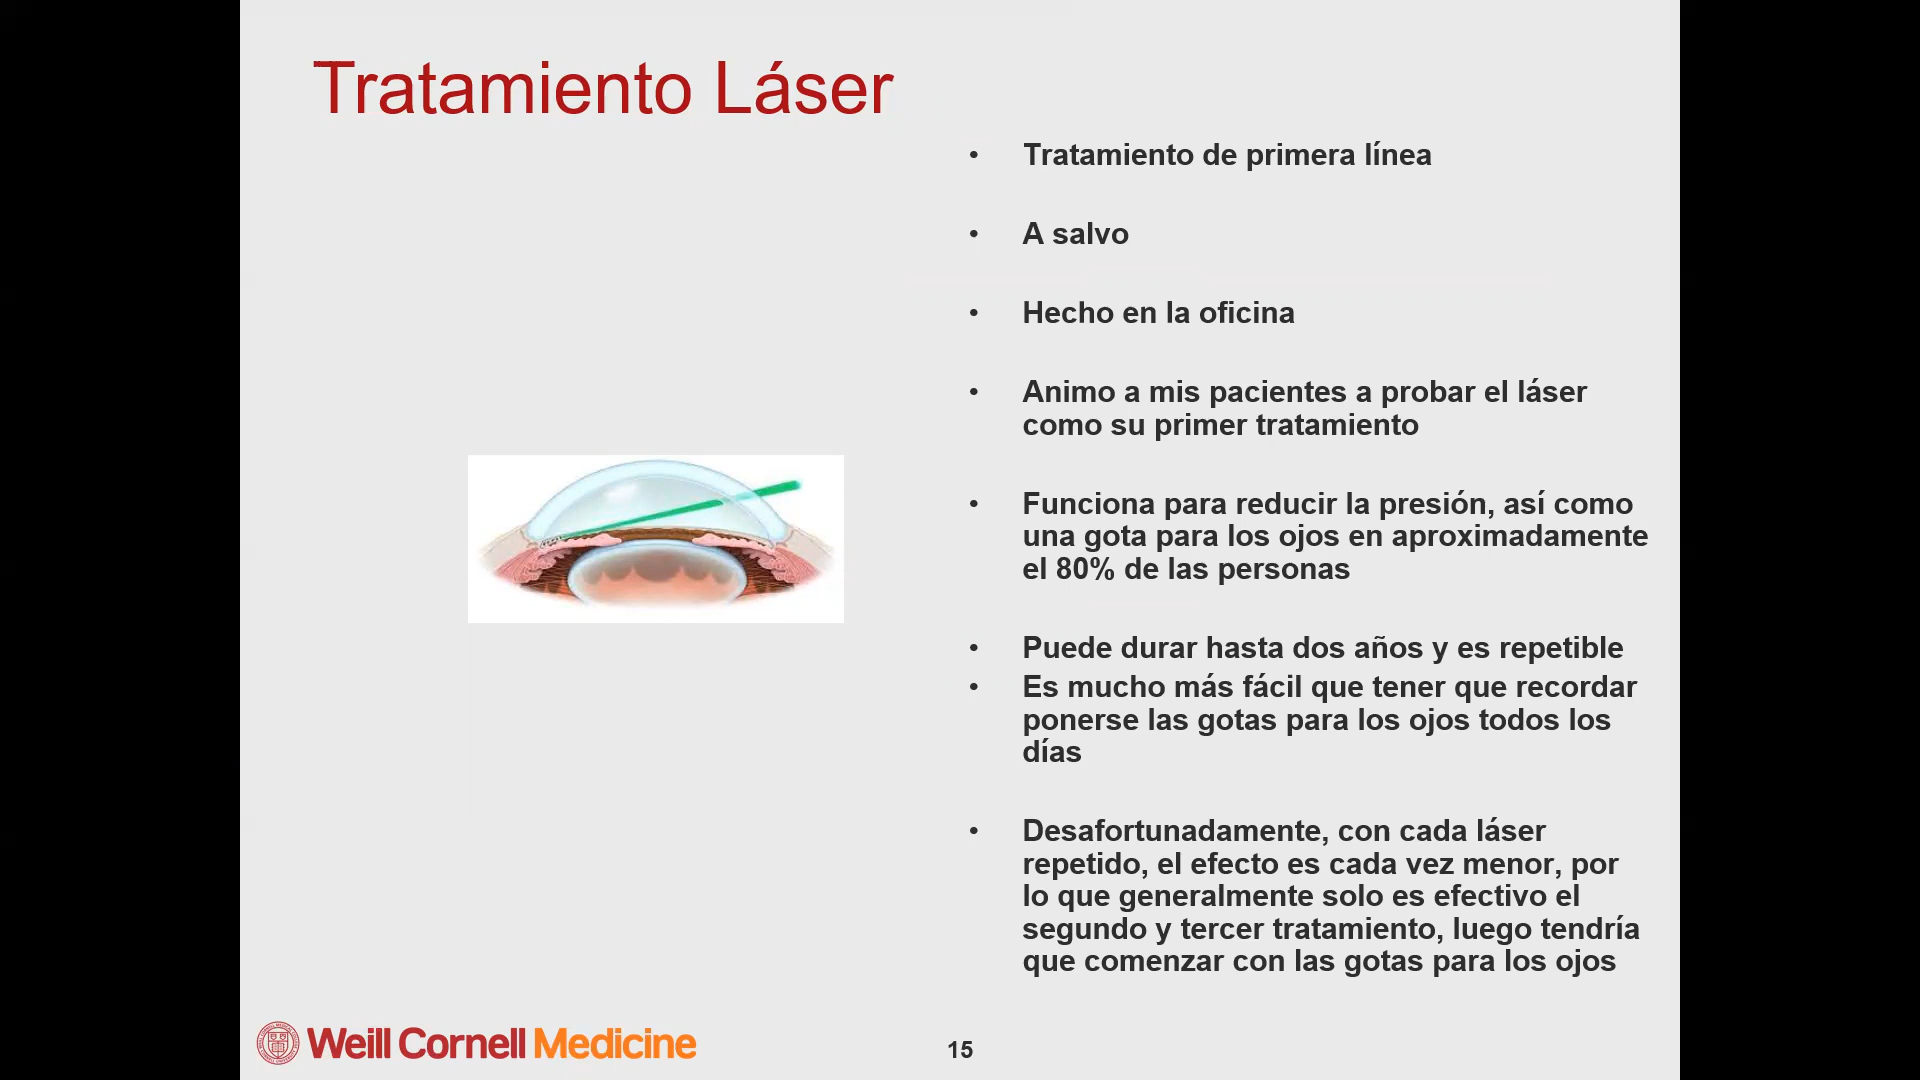 Tratamiento Láser
• Tratamiento de primera línea
• A salvo
• Hecho en la oficina
• Animo a mis pacientes a probar el láser
como su primer tratamiento
• Funciona para reducir la presión, así como
una gota para los ojos en aproximadamente
el 80% de las personas
• Puede durar hasta dos años y es repetible
• Es mucho más fácil que tener que recordar
ponerse las gotas para los ojos todos los
días
• Desafortunadamente, con cada láser
repetido, el efecto es cada vez menor, por
lo que generalmente solo es efectivo el
segundo y tercer tratamiento, luego tendría
que comenzar con las gotas para los ojos
Weill Cornell Medicine
15